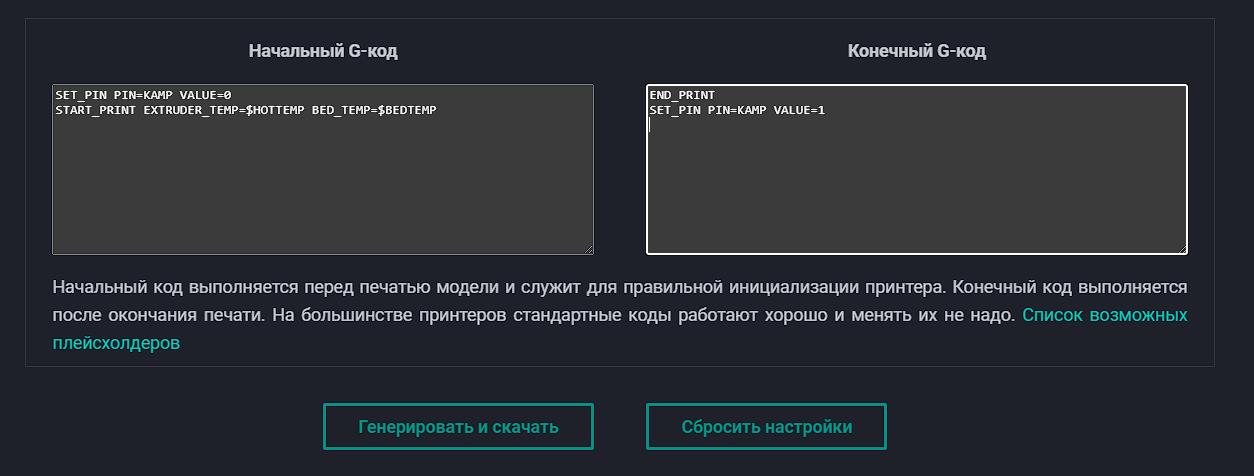 Начальный G-код
Конечный G-код
SET_PIN PIN=KAMP VALUE=0
START_PRINT EXTRUDER_TEMP=$HOTTEMP BED_TEMP=$BEDTEMP
END_PRINT
SET_PIN PIN=KAMP VALUE=1
Начальный код выполняется перед печатью модели и служит для правильной инициализации принтера. Конечный код выполняется
после окончания печати. На большинстве принтеров стандартные коды работают хорошо и менять их не надо. Список возможных
плейсхолдеров
Генерировать и скачать
Сбросить настройки